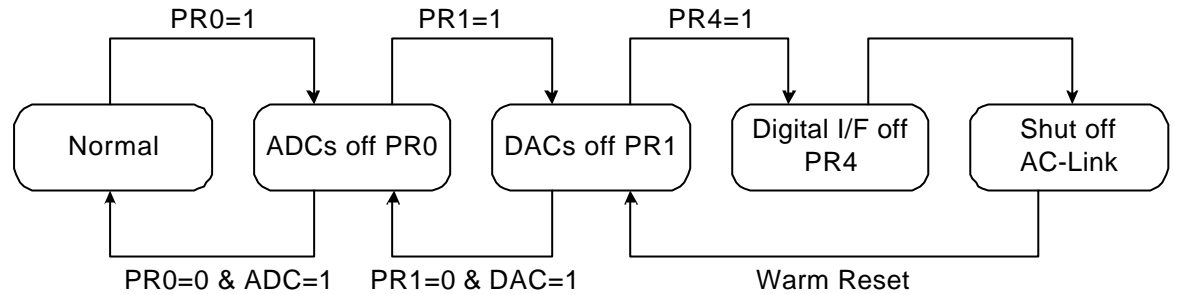 PR0=1
PR1=1
PR4=1
Normal
ADCs off PR0
DACs off PR1
Digital I/F off
PR4
Shut off
AC-Link
PR0=0 & ADC=1
PR1=0 & DAC=1
Warm Reset